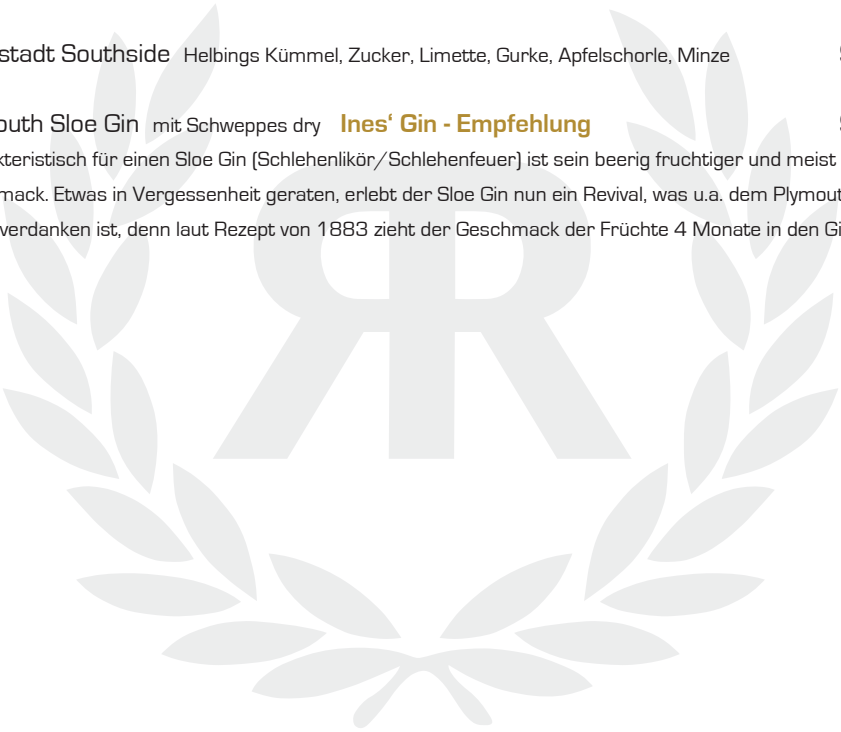 stadt Southside Helbings Kümmel, Zucker, Limette, Gurke, Apfelschorle, Minze
outh Sloe Gin mit Schweppes dry Ines‘ Gin - Empfehlung
kteristisch für einen Sloe Gin (Schlehenlikör/Schlehenfeuer) ist sein beerig fruchtiger und meist
mack. Etwas in Vergessenheit geraten, erlebt der Sloe Gin nun ein Revival, was u.a. dem Plymout
verdanken ist, denn laut Rezept von 1883 zieht der Geschmack der Früchte 4 Monate in den Gi